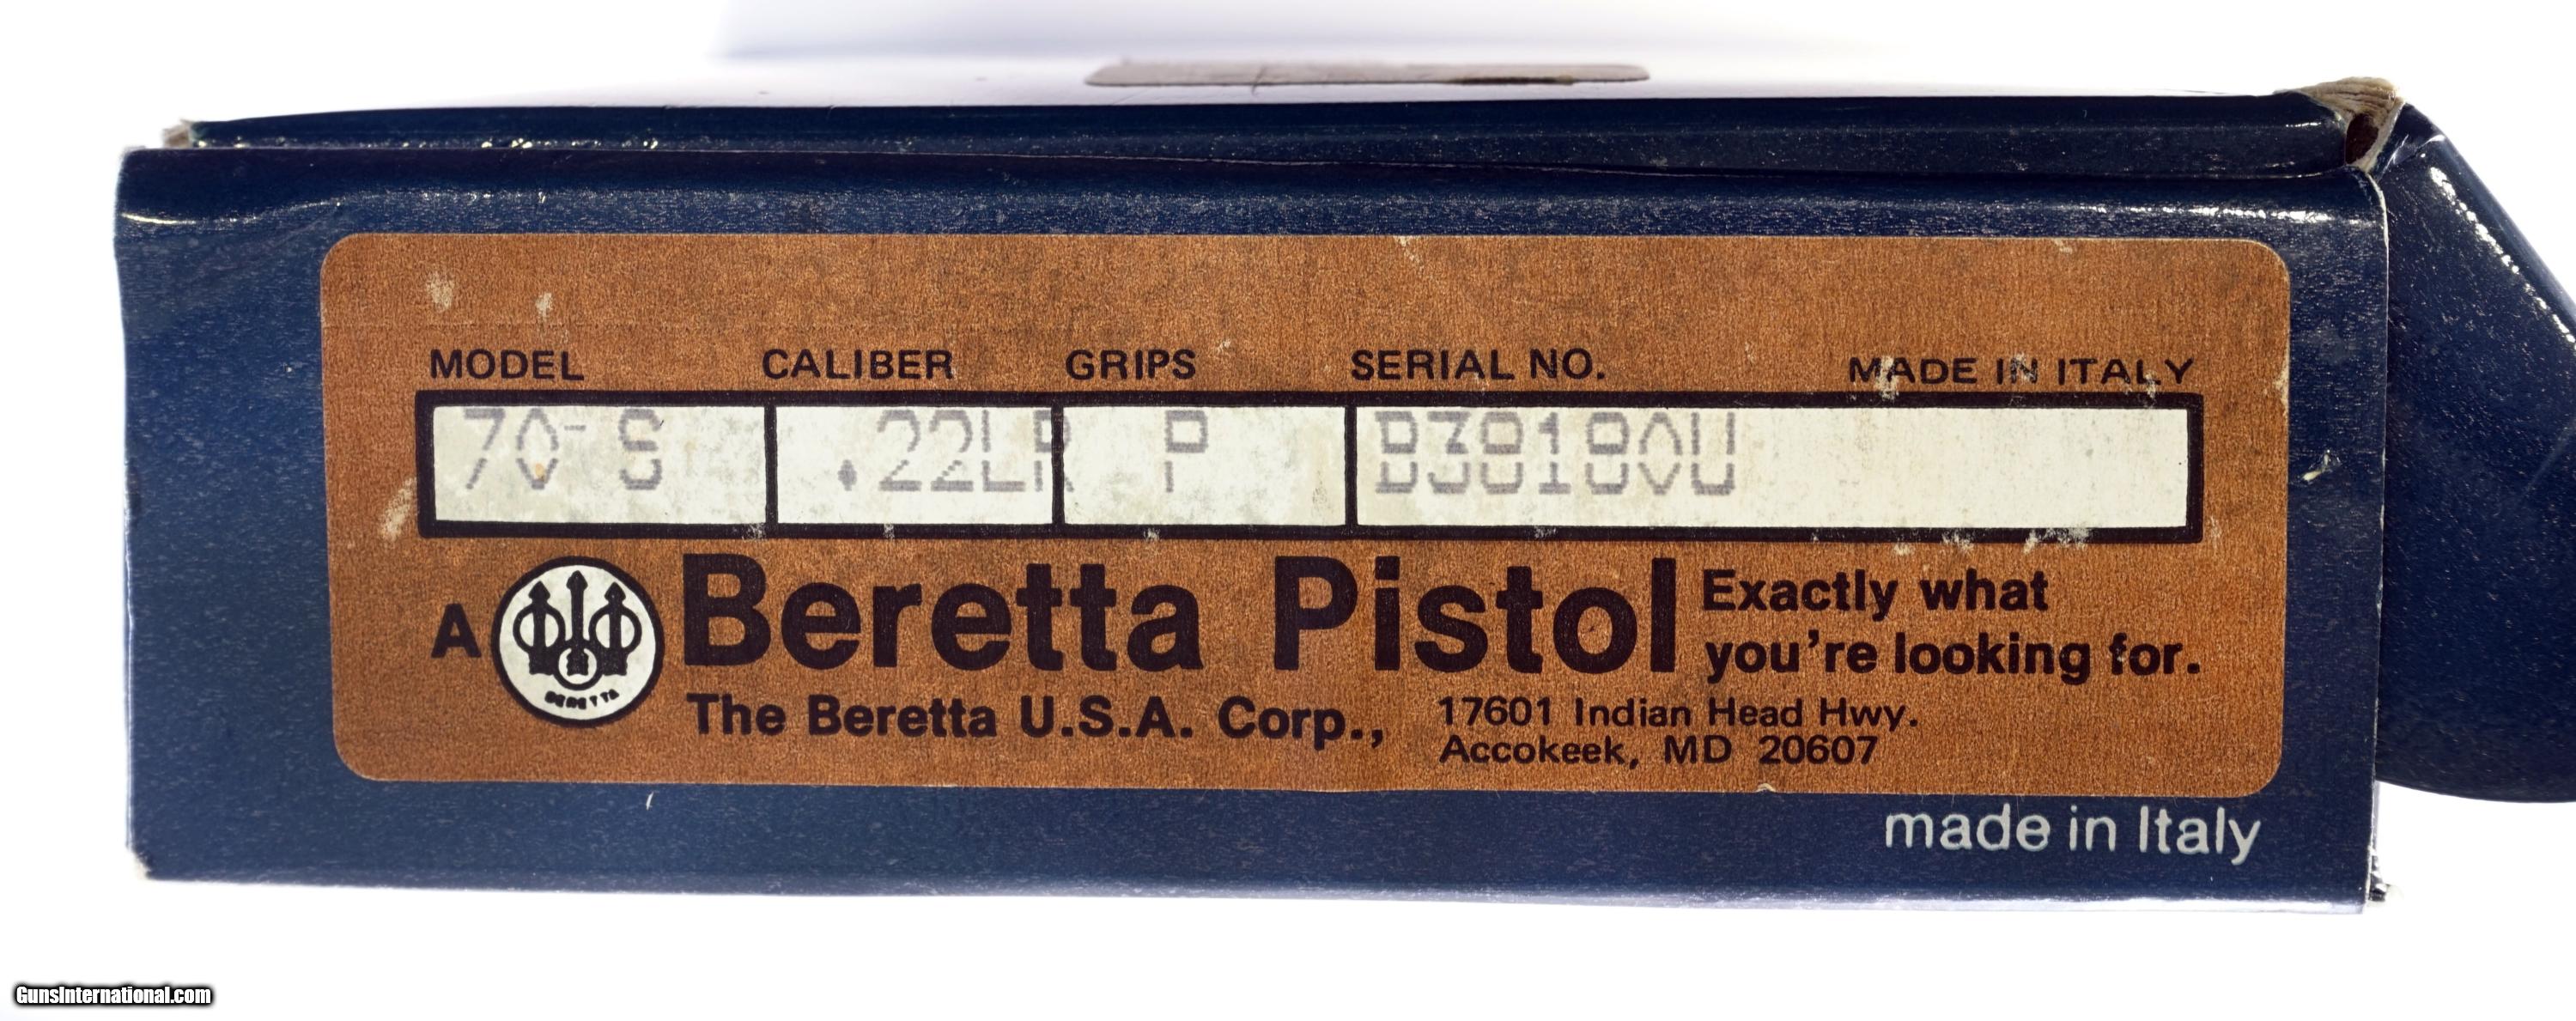 MODEL CALIBER GRIPS SERIAL NO. MADE IN ITALY
70-S .22LR P B38180U
A BERETTA Beretta Pistol Exactly what
you're looking for.
The Beretta U.S.A. Corp., 17601 Indian Head Hwy.
Accokeek, MD 20607
made in Italy
GunsInternational.com